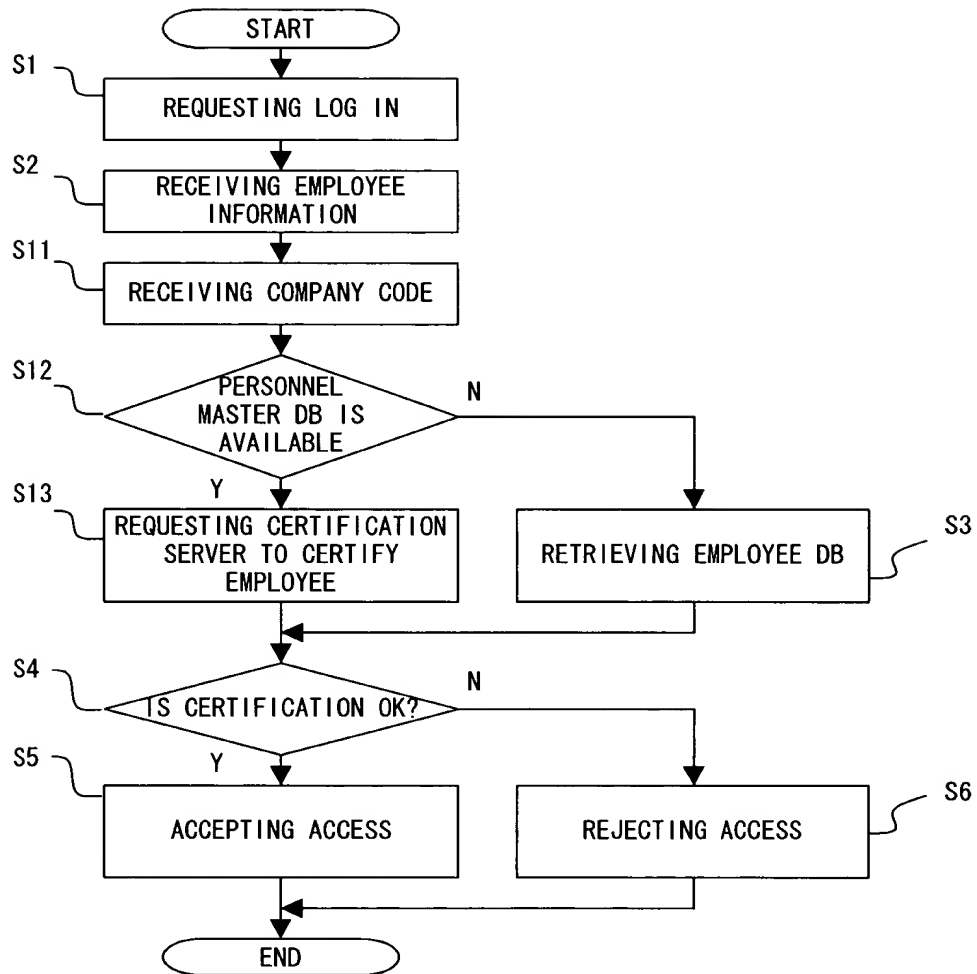 START
S1
REQUESTING LOG IN
S2
RECEIVING EMPLOYEE
INFORMATION
S11
RECEIVING COMPANY CODE
S12
PERSONNEL
MASTER DB IS
AVAILABLE
N
Y
S13
REQUESTING CERTIFICATION
SERVER TO CERTIFY
EMPLOYEE
RETRIEVING EMPLOYEE DB
S3
S4
IS CERTIFICATION OK?
N
Y
S5
ACCEPTING ACCESS
REJECTING ACCESS
S6
END